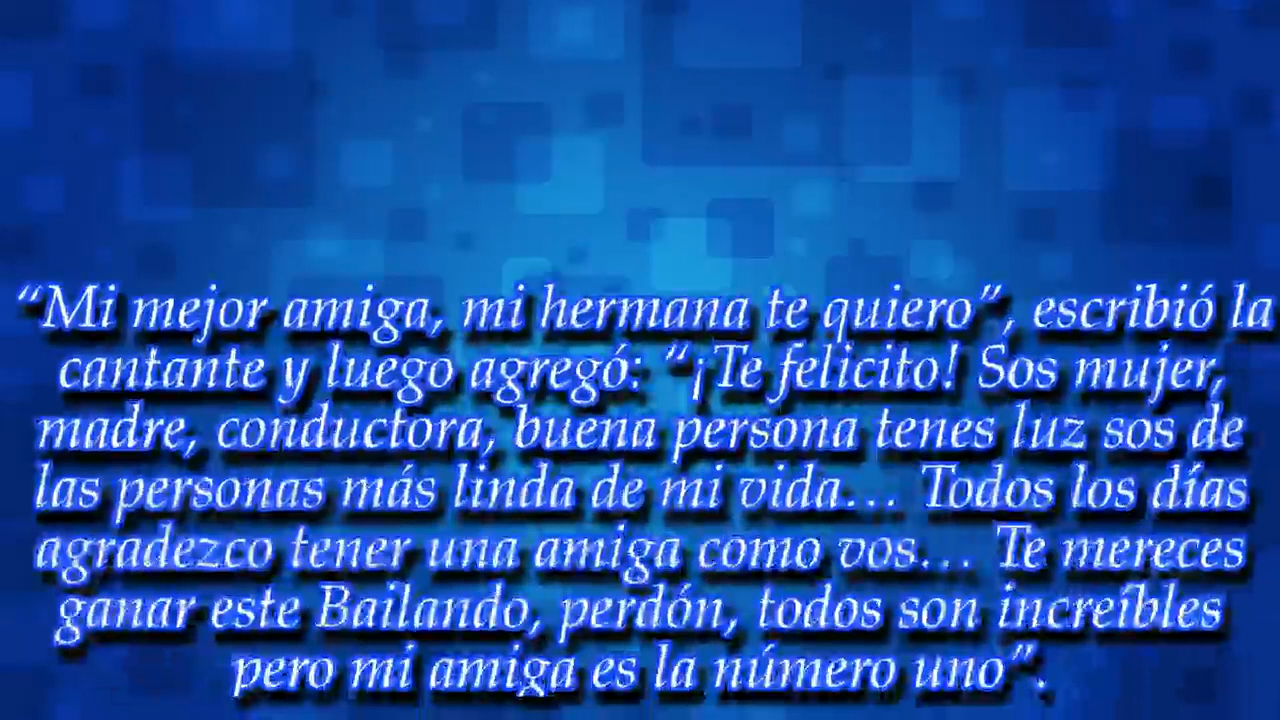 “Mi mejor amiga, mi hermana te quiero”, escribió la
cantante y luego agregó: “¡Te felicito! Sos mujer,
madre, conductora, buena persona tenes luz sos de
las personas más linda de mi vida… Todos los días
agradezco tener una amiga como vos… Te mereces
ganar este Bailando, perdón, todos son increíbles
pero mi amiga es la número uno”.